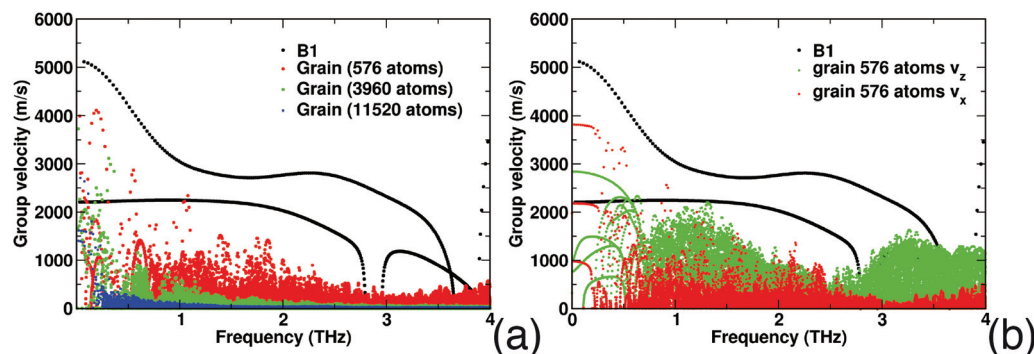 6000
5000
4000
3000
2000
1000
0
Group velocity (m/s)
B1
Grain (576 atoms)
Grain (3960 atoms)
Grain (11520 atoms)
1 2 3 4
Frequency (THz)
(a)
6000
5000
4000
3000
2000
1000
0
Group velocity (m/s)
B1
grain 576 atoms v_z
grain 576 atoms v_x
0 1 2 3 4
Frequency (THz)
(b)